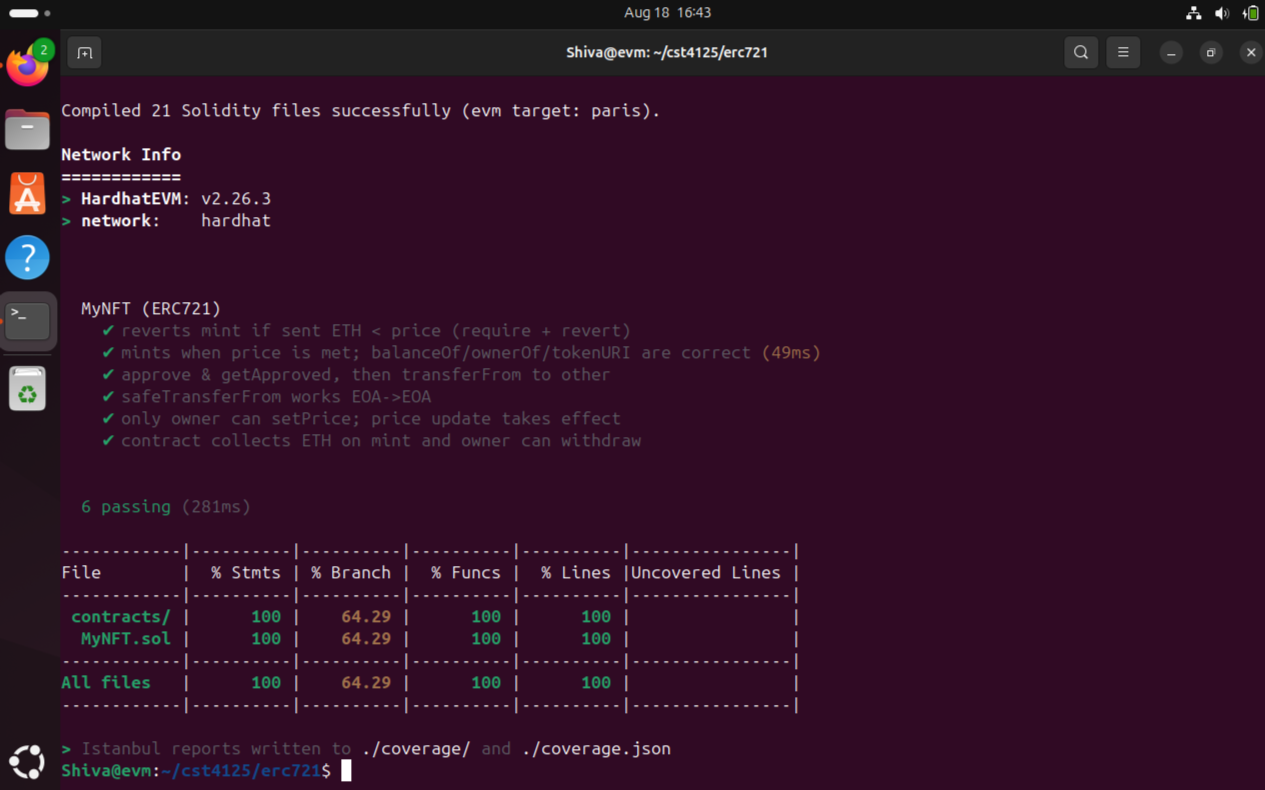 Aug 18 16:43
2
Shiva@evm: ~/cst4125/erc721
Compiled 21 Solidity files successfully (evm target: paris).
Network Info
============
> HardhatEVM: v2.26.3
> network:    hardhat
MyNFT (ERC721)
✔ reverts mint if sent ETH < price (require + revert)
✔ mints when price is met; balanceOf/ownerOf/tokenURI are correct (49ms)
✔ approve & getApproved, then transferFrom to other
✔ safeTransferFrom works EOA->EOA
✔ only owner can setPrice; price update takes effect
✔ contract collects ETH on mint and owner can withdraw
6 passing (281ms)
------------|----------|----------|----------|----------|----------------|
File        |  % Stmts | % Branch |  % Funcs |  % Lines |Uncovered Lines |
------------|----------|----------|----------|----------|----------------|
 contracts/ |      100 |    64.29 |      100 |      100 |                |
  MyNFT.sol |      100 |    64.29 |      100 |      100 |                |
------------|----------|----------|----------|----------|----------------|
All files   |      100 |    64.29 |      100 |      100 |                |
------------|----------|----------|----------|----------|----------------|
> Istanbul reports written to ./coverage/ and ./coverage.json
Shiva@evm:~/cst4125/erc721$